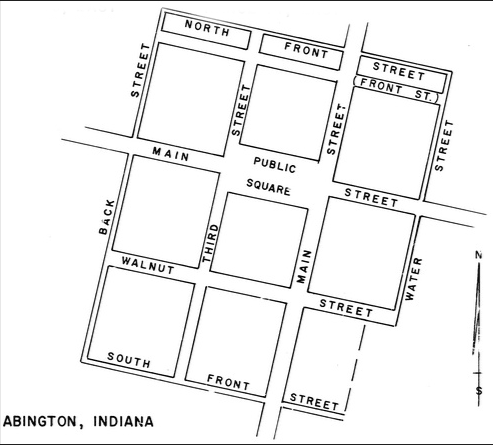 NORTH FRONT STREET
(FRONT ST.)
STREET
STREET
STREET
STREET
MAIN STREET
PUBLIC
SQUARE
BACK
THIRD
MAIN
WATER
WALNUT STREET
SOUTH FRONT STREET
N
S
ABINGTON, INDIANA